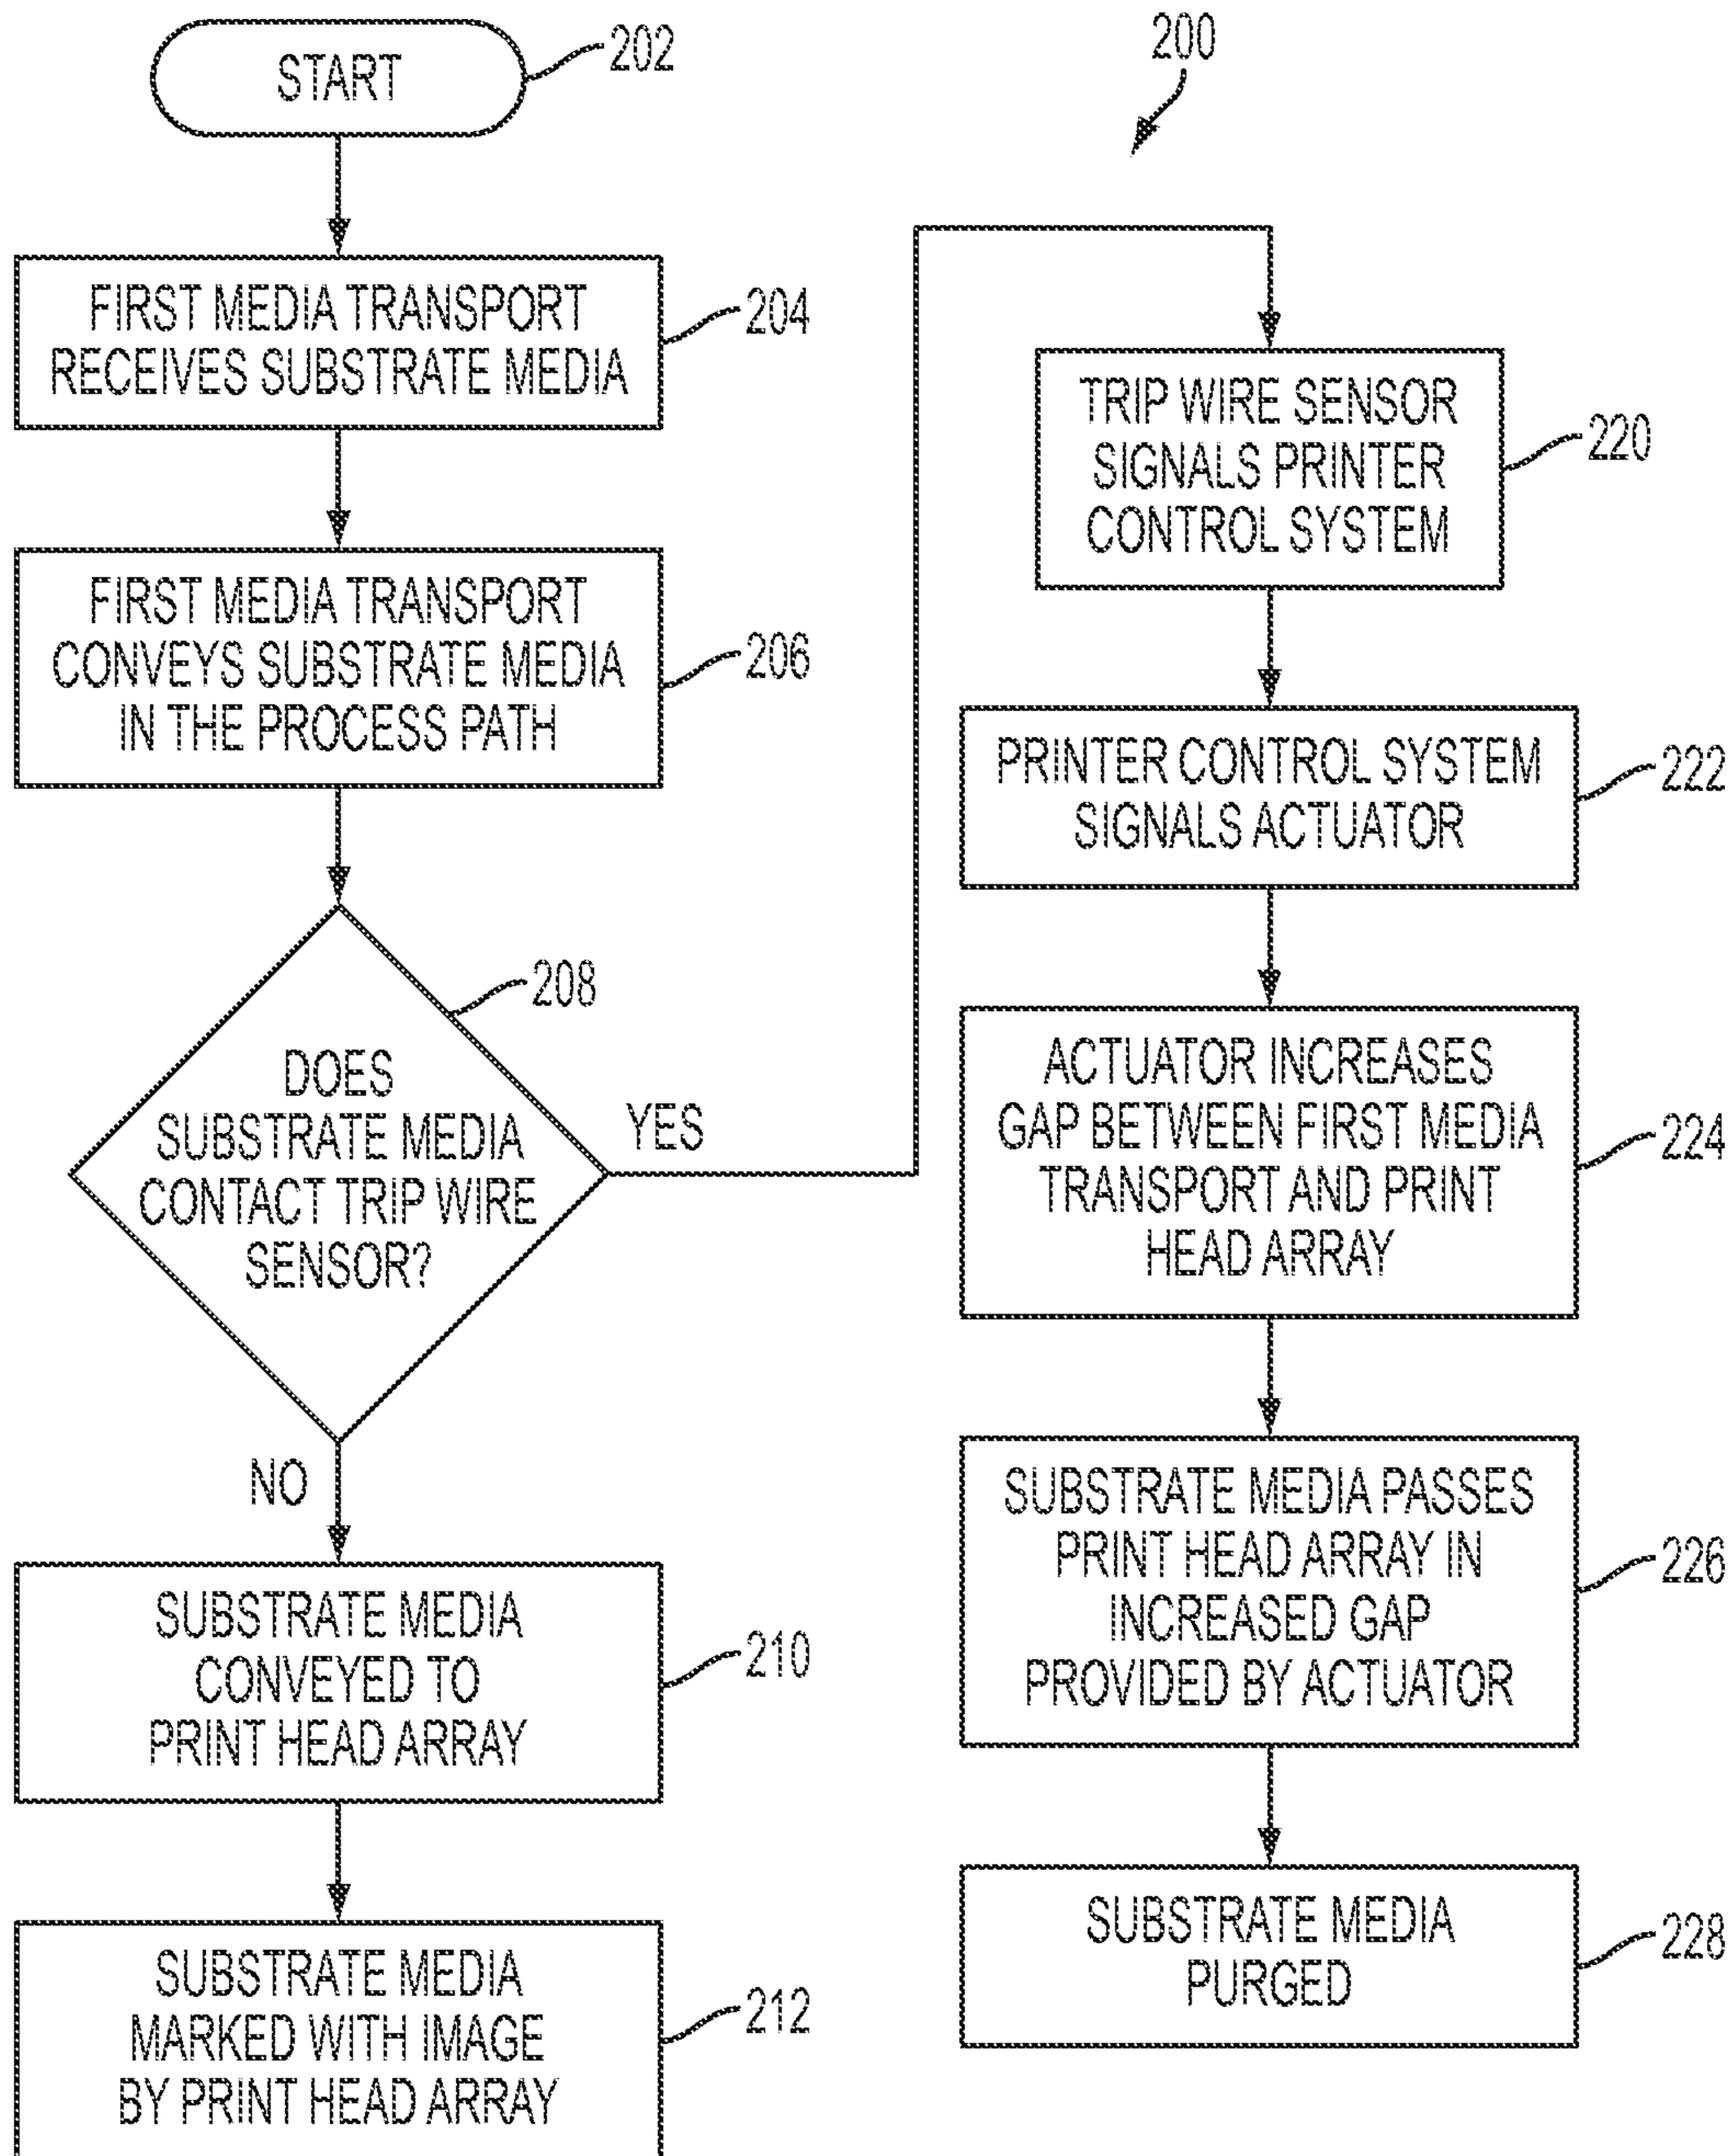 START
202
FIRST MEDIA TRANSPORT
RECEIVES SUBSTRATE MEDIA
204
FIRST MEDIA TRANSPORT
CONVEYS SUBSTRATE MEDIA
IN THE PROCESS PATH
206
208
DOES
SUBSTRATE MEDIA
CONTACT TRIP WIRE
SENSOR?
YES
NO
SUBSTRATE MEDIA
CONVEYED TO
PRINT HEAD ARRAY
210
SUBSTRATE MEDIA
MARKED WITH IMAGE
BY PRINT HEAD ARRAY
212
200
TRIP WIRE SENSOR
SIGNALS PRINTER
CONTROL SYSTEM
220
PRINTER CONTROL SYSTEM
SIGNALS ACTUATOR
222
ACTUATOR INCREASES
GAP BETWEEN FIRST MEDIA
TRANSPORT AND PRINT
HEAD ARRAY
224
SUBSTRATE MEDIA PASSES
PRINT HEAD ARRAY IN
INCREASED GAP
PROVIDED BY ACTUATOR
226
SUBSTRATE MEDIA
PURGED
228